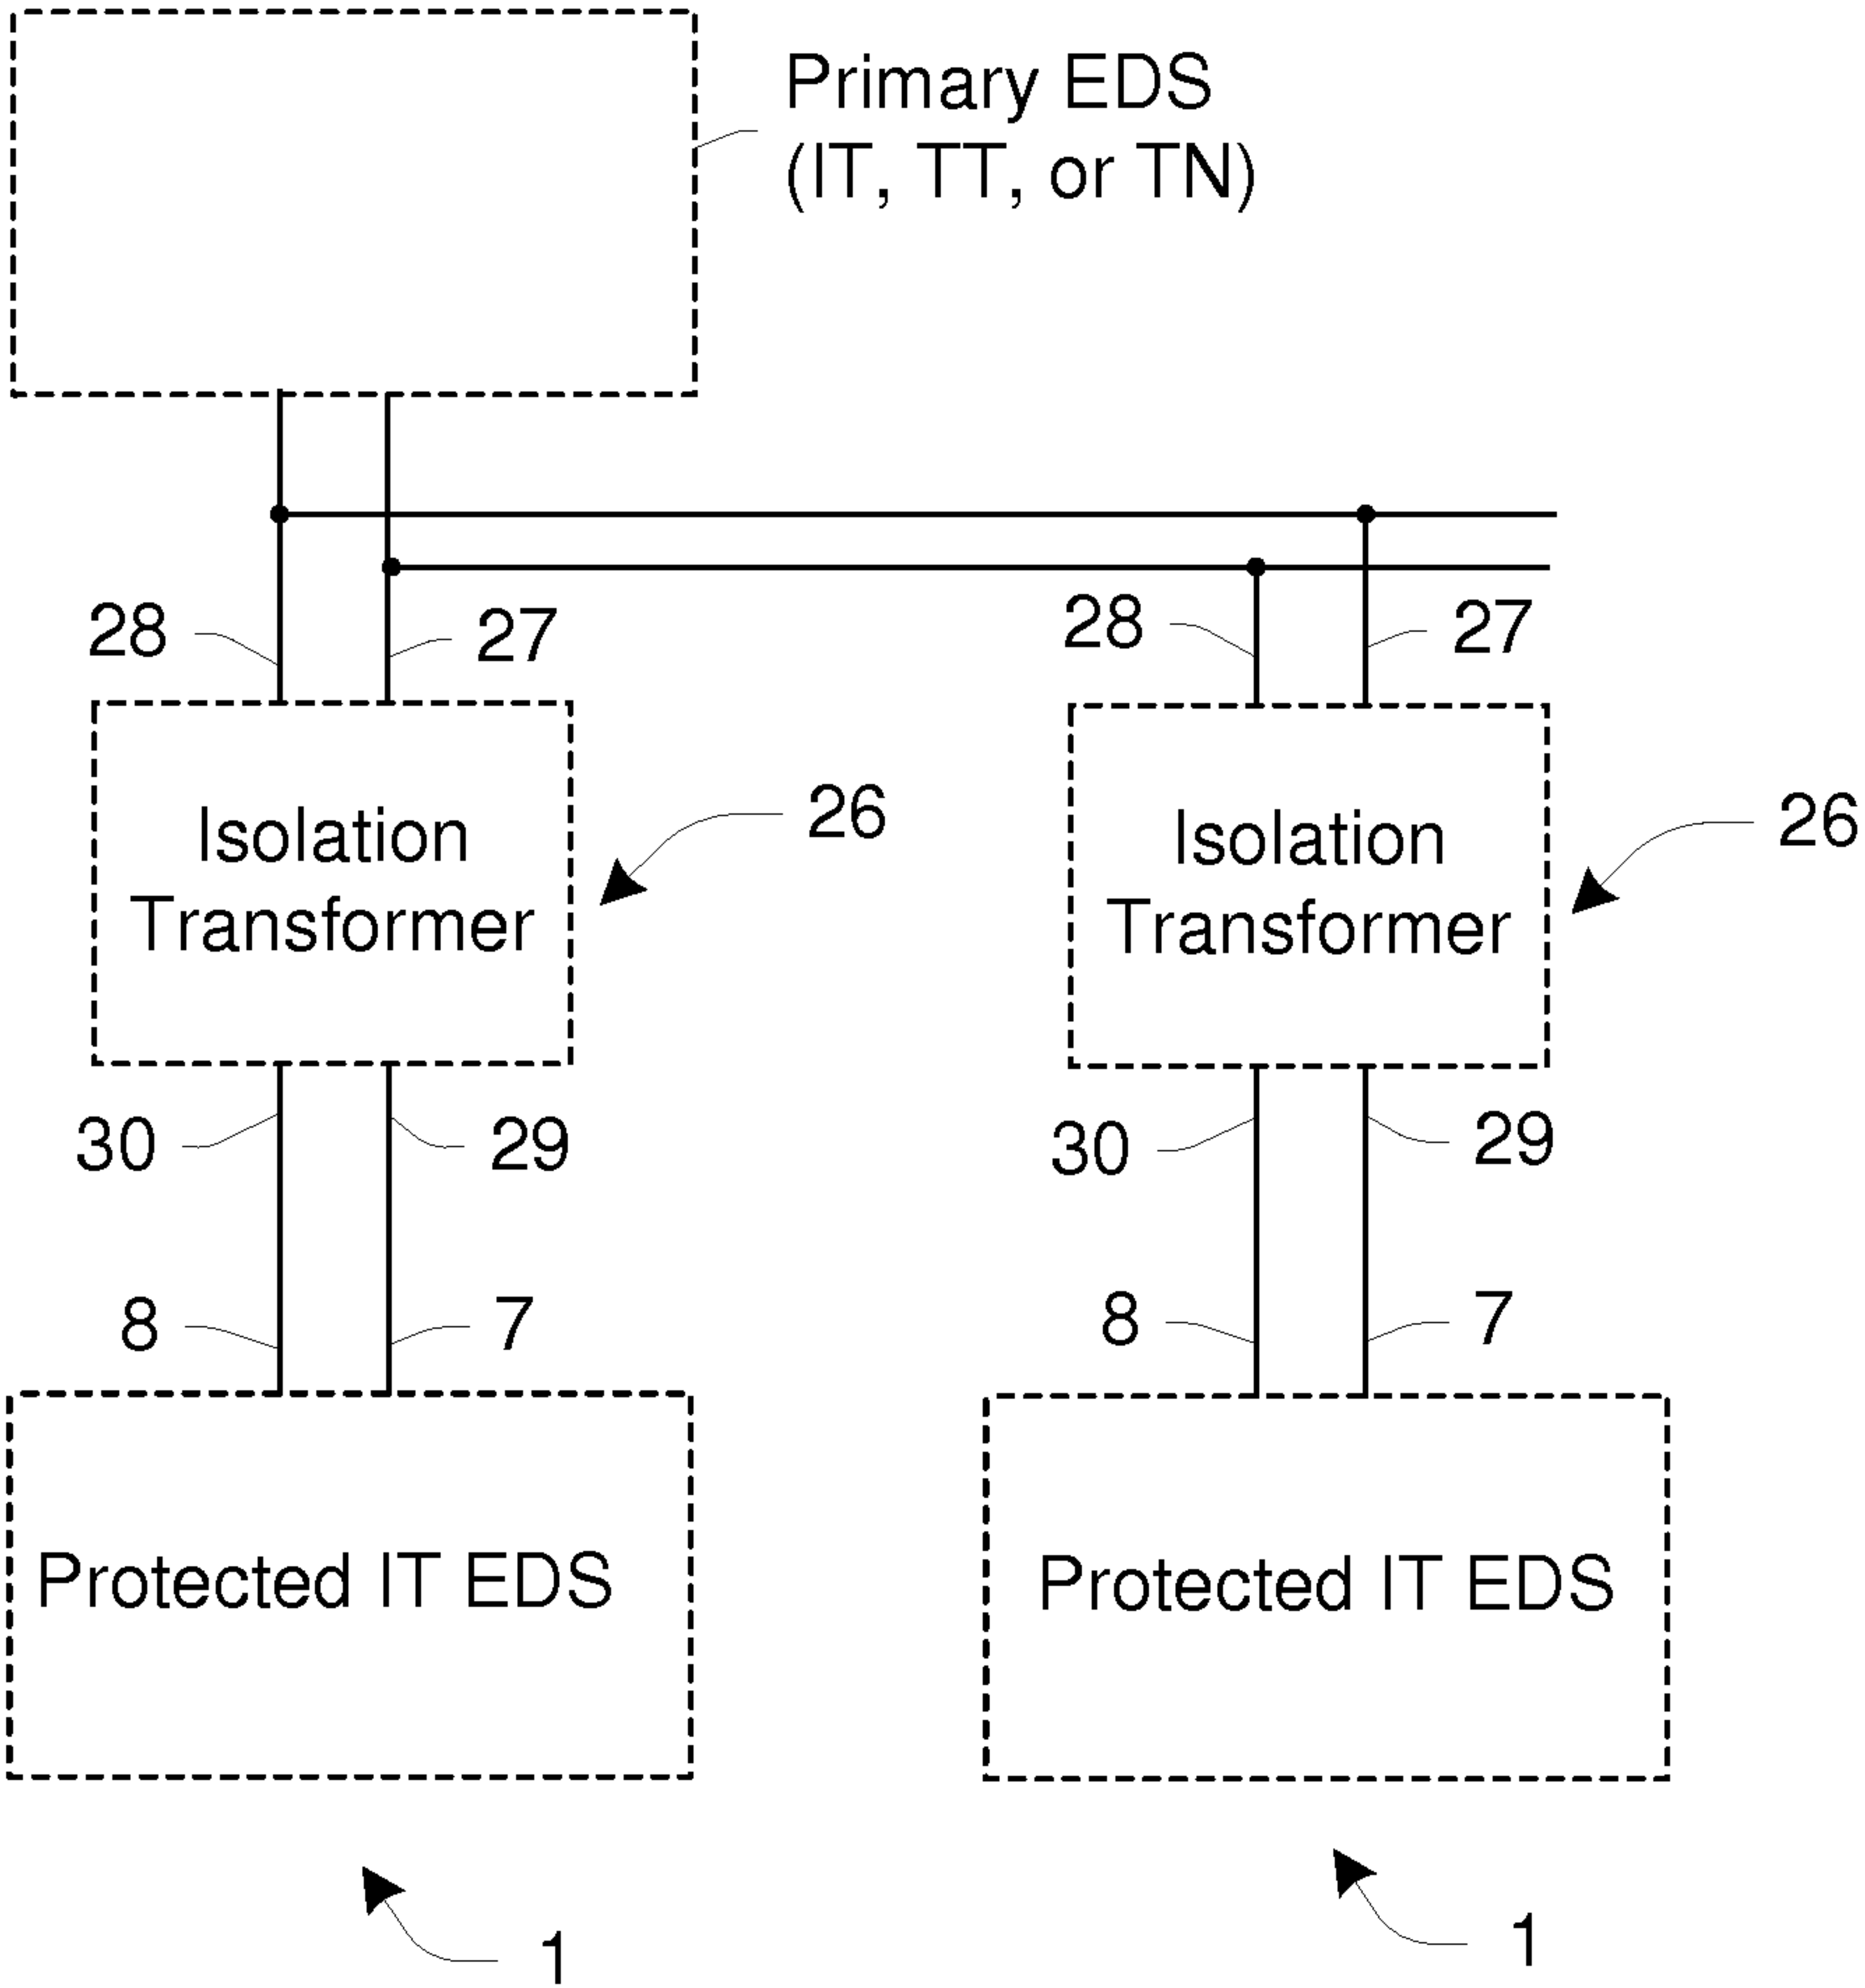 Primary EDS
(IT, TT, or TN)
28
27
28
27
Isolation
Transformer
26
Isolation
Transformer
26
30
29
30
29
8
7
8
7
Protected IT EDS
Protected IT EDS
1
1